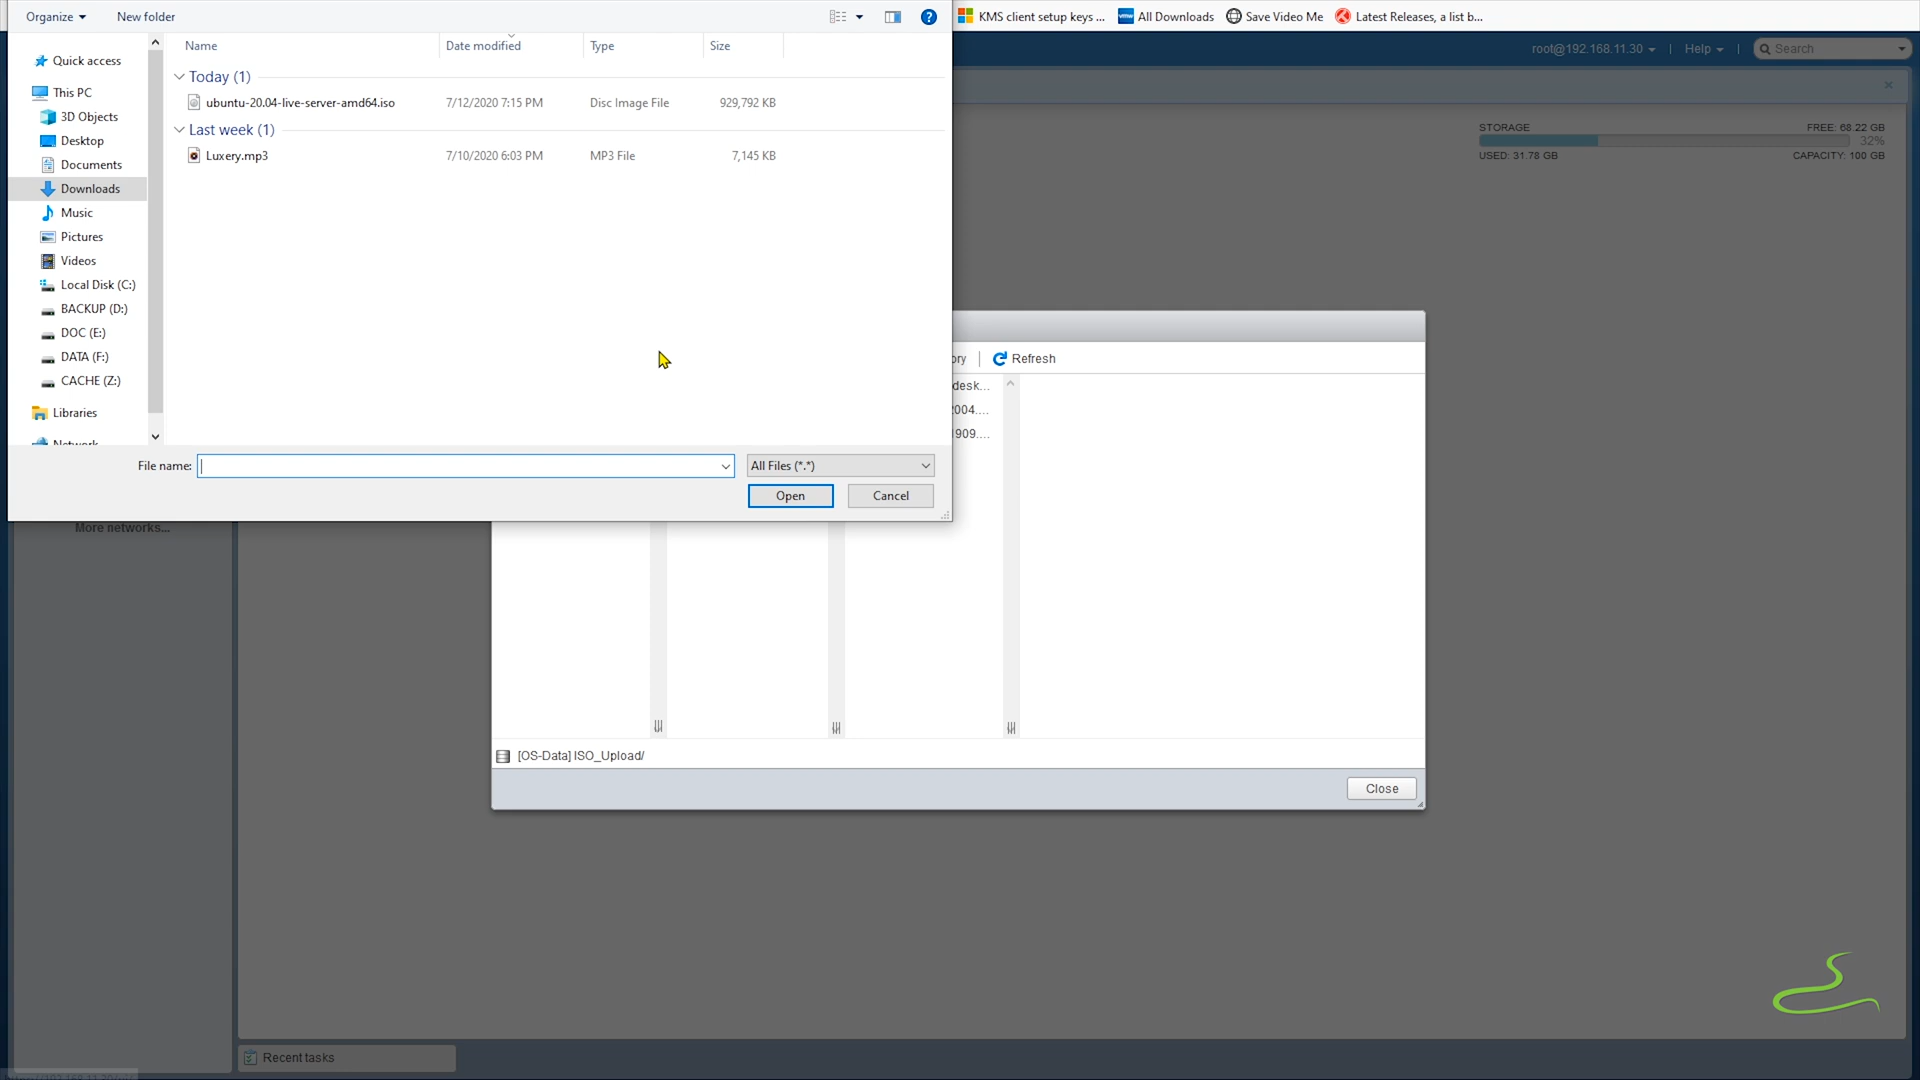 Organize
New folder
KMS client setup keys ...
All Downloads
Save Video Me
Latest Releases, a list b...
root@192.168.11.30
|
Help
|
Search
Name
Date modified
Type
Size
Quick access
This PC
3D Objects
Desktop
Documents
Downloads
Music
Pictures
Videos
Local Disk (C:)
BACKUP (D:)
DOC (E:)
DATA (F:)
CACHE (Z:)
Libraries
Network
Today (1)
ubuntu-20.04-live-server-amd64.iso 7/12/2020 7:15 PM Disc Image File 929,792 KB
Last week (1)
Luxery.mp3 7/10/2020 6:03 PM MP3 File 7,145 KB
File name:
All Files (*.*)
Open
Cancel
STORAGE
FREE: 68.22 GB
32%
USED: 31.78 GB
CAPACITY: 100 GB
ory
Refresh
desk...
2004....
1909....
More networks...
[OS-Data] ISO_Upload/
Close
Recent tasks